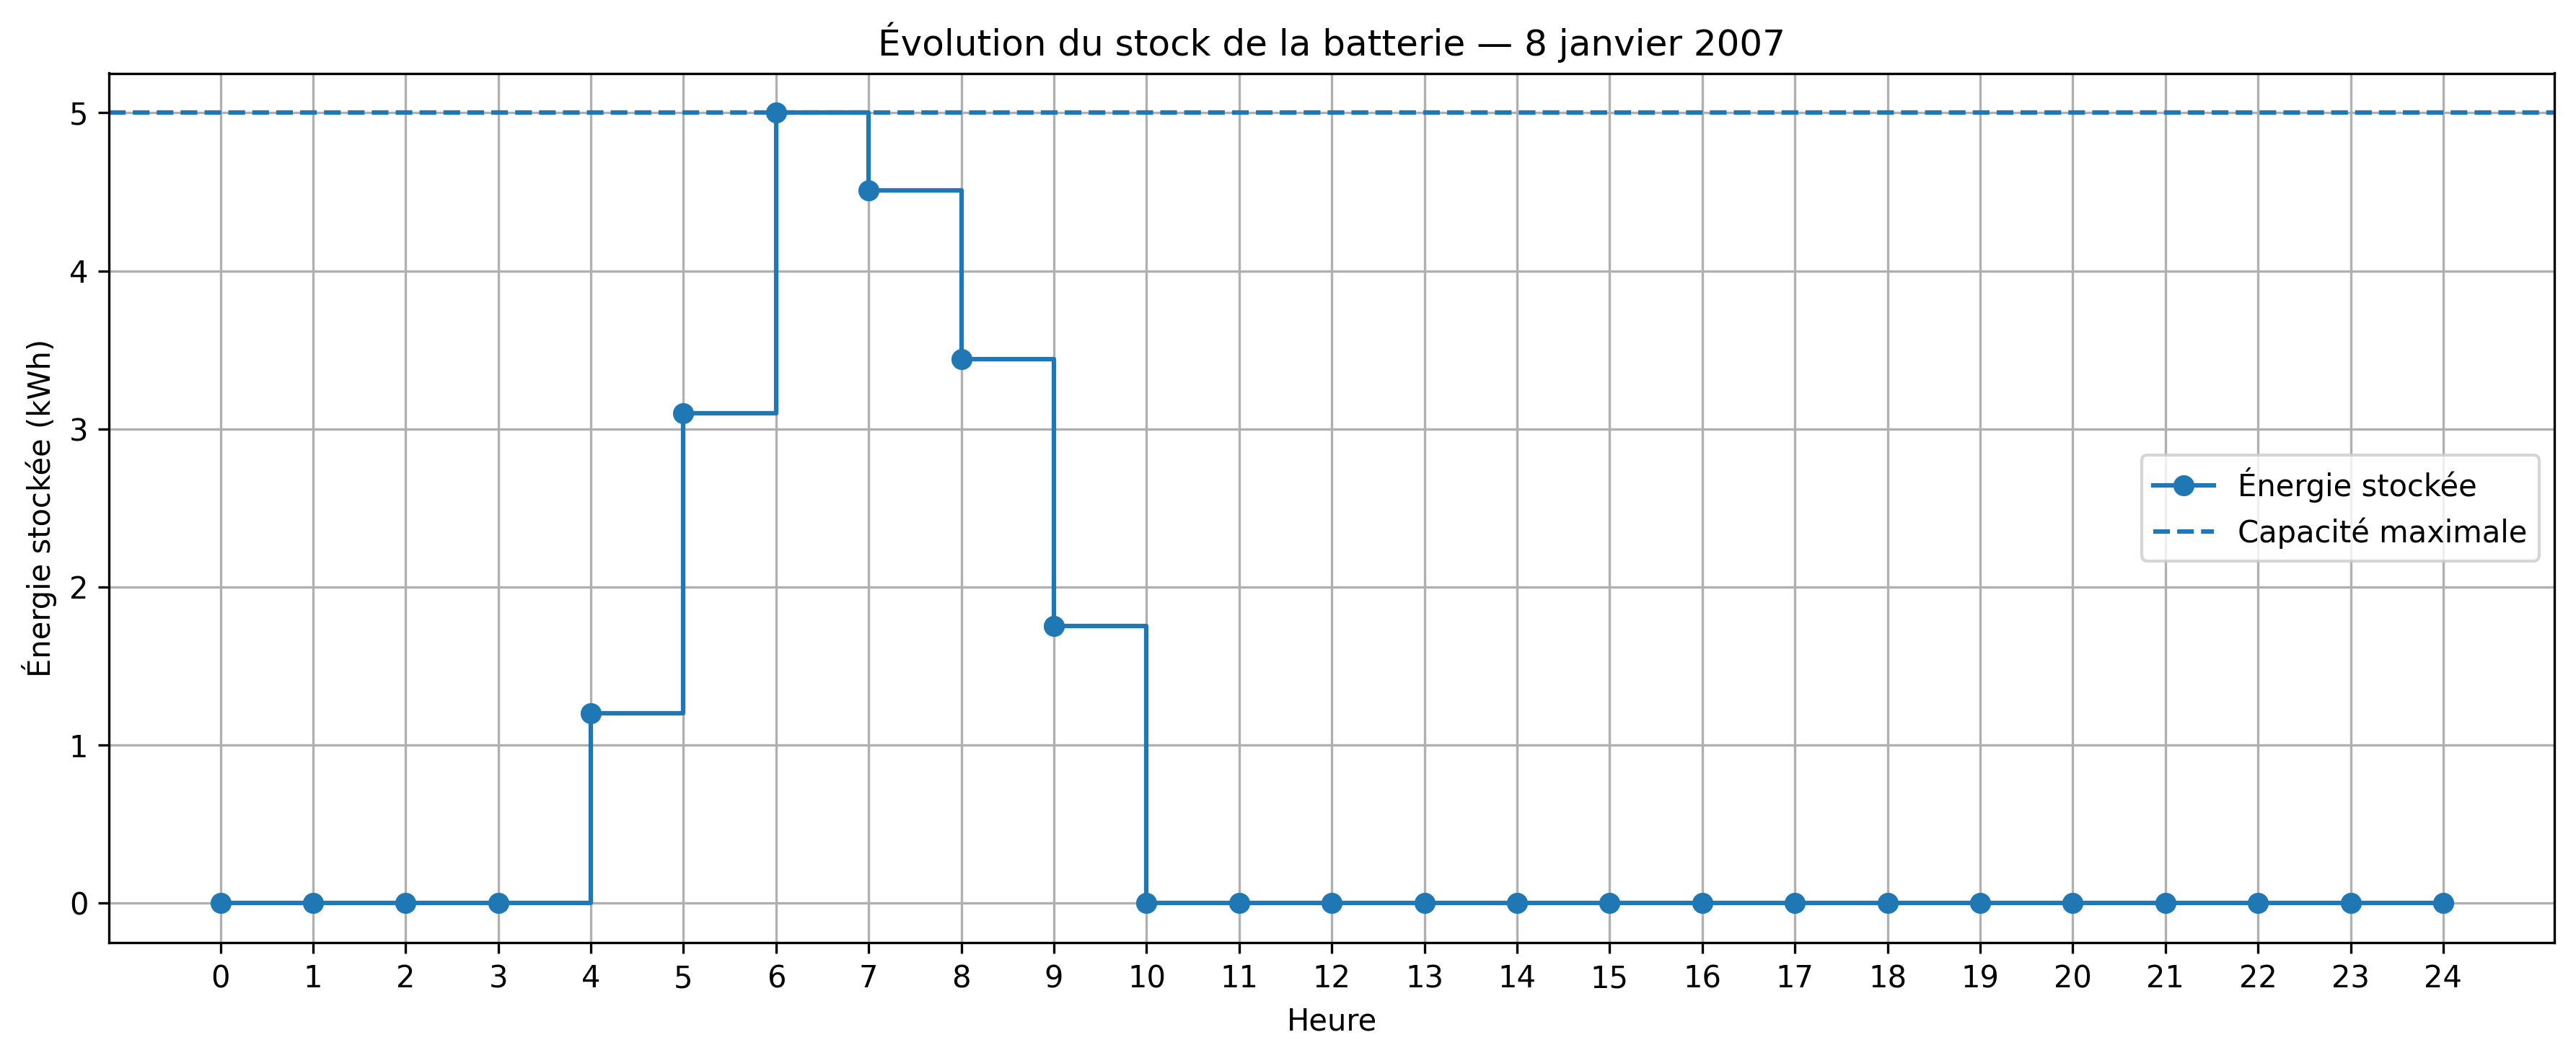 Évolution du stock de la batterie — 8 janvier 2007
Énergie stockée (kWh)
5
4
3
2
1
0
Énergie stockée
Capacité maximale
0 1 2 3 4 5 6 7 8 9 10 11 12 13 14 15 16 17 18 19 20 21 22 23 24
Heure